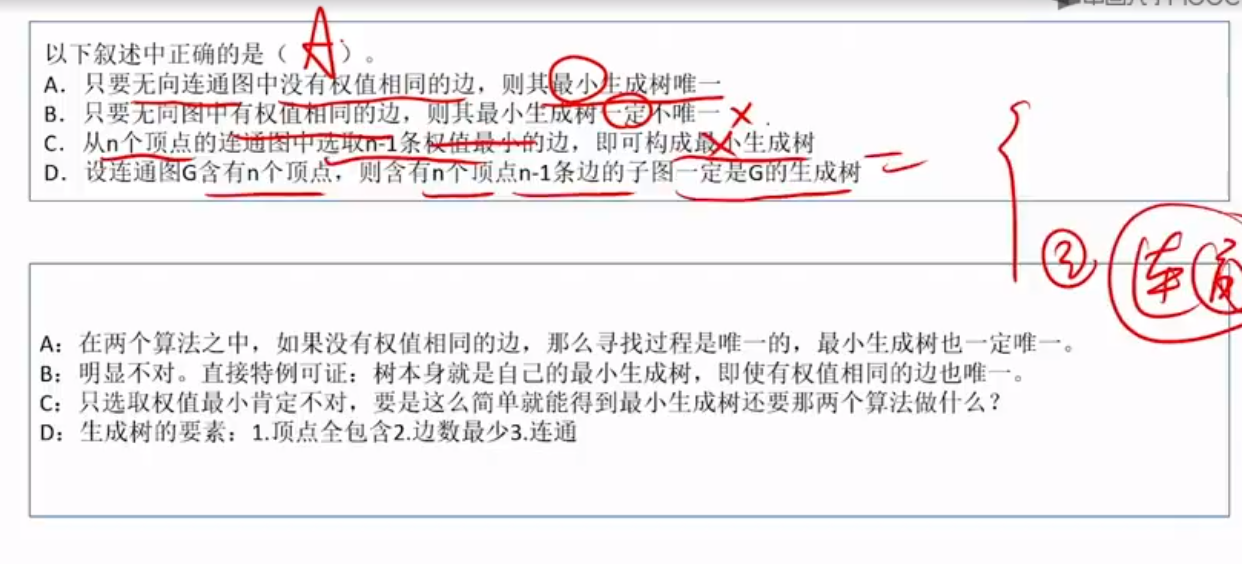 以下叙述中正确的是（ A ）。
A．只要无向连通图中没有权值相同的边，则其最小生成树唯一
B．只要无向图中有权值相同的边，则其最小生成树一定不唯一
C．从n个顶点的连通图中选取n-1条权值最小的边，即可构成最小生成树
D．设连通图G含有n个顶点，则含有n个顶点n-1条边的子图一定是G的生成树
② 连通
A：在两个算法之中，如果没有权值相同的边，那么寻找过程是唯一的，最小生成树也一定唯一。
B：明显不对。直接特例可证：树本身就是自己的最小生成树，即使有权值相同的边也唯一。
C：只选取权值最小肯定不对，要是这么简单就能得到最小生成树还要那两个算法做什么？
D：生成树的要素：1.顶点全包含2.边数最少3.连通